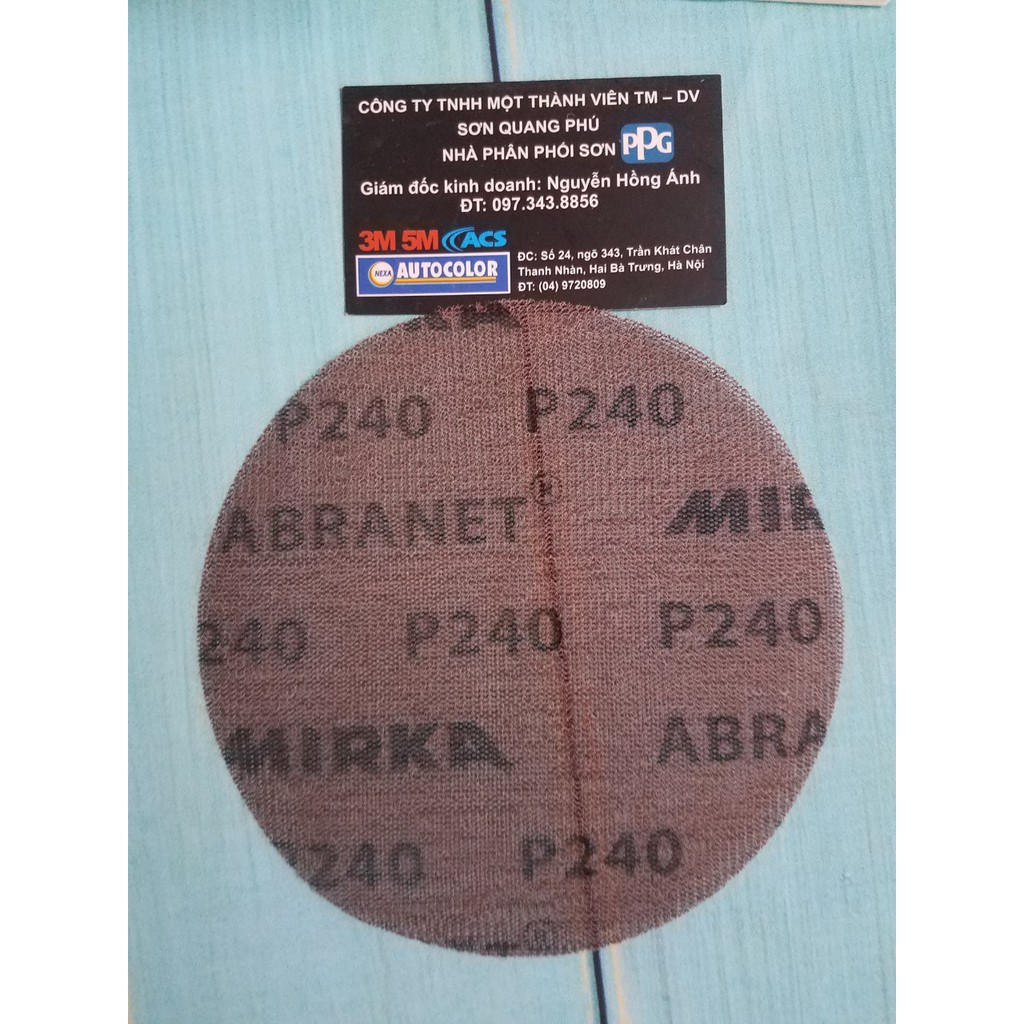 CÔNG TY TNHH MỘT THÀNH VIÊN TM – DV
SƠN QUANG PHÚ
NHÀ PHÂN PHỐI SƠN PPG
Giám đốc kinh doanh: Nguyễn Hồng Ánh
ĐT: 097.343.8856
3M 5M ACS
NEXA AUTOCOLOR
ĐC: Số 24, ngõ 343, Trần Khát Chân
Thanh Nhàn, Hai Bà Trưng, Hà Nội
ĐT: (04) 9720809
P240 P240
ABRANET® MIRK
240 P240 P240
MIRKA ABRA
P240 P240